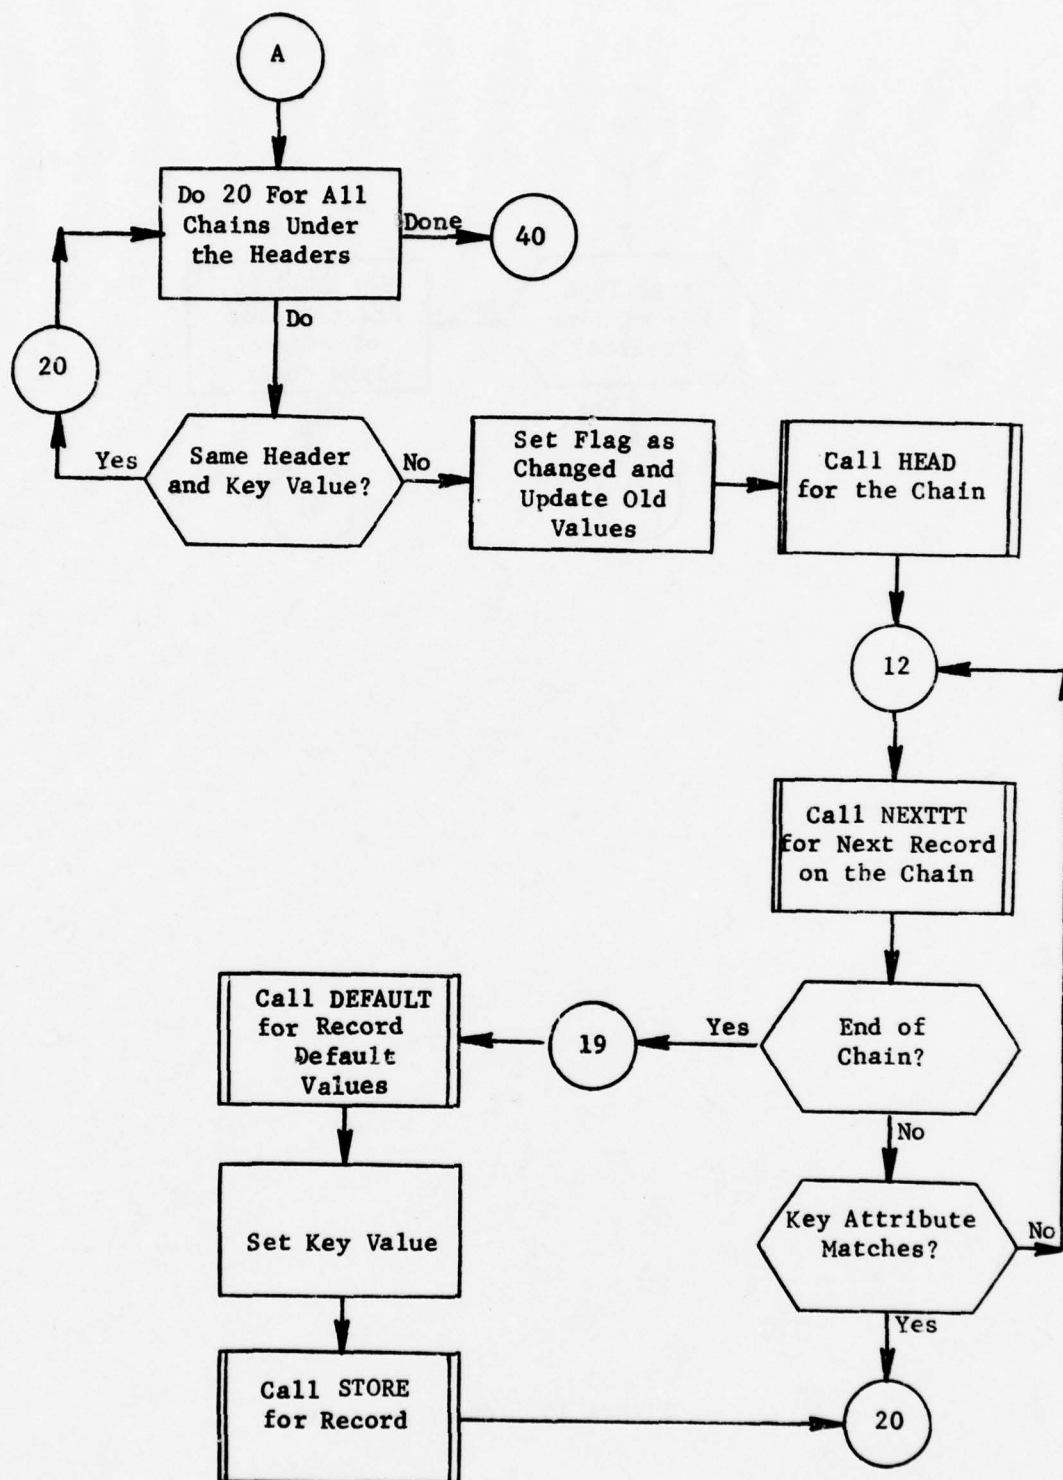 A
Do 20 For All
Chains Under
the Headers
Done
40
Do
20
Yes
Same Header
and Key Value?
No
Set Flag as
Changed and
Update Old
Values
Call HEAD
for the Chain
12
Call NEXTTT
for Next Record
on the Chain
End of
Chain?
Yes
19
Call DEFAULT
for Record
Default
Values
No
Set Key Value
Key Attribute
Matches?
No
Yes
Call STORE
for Record
20